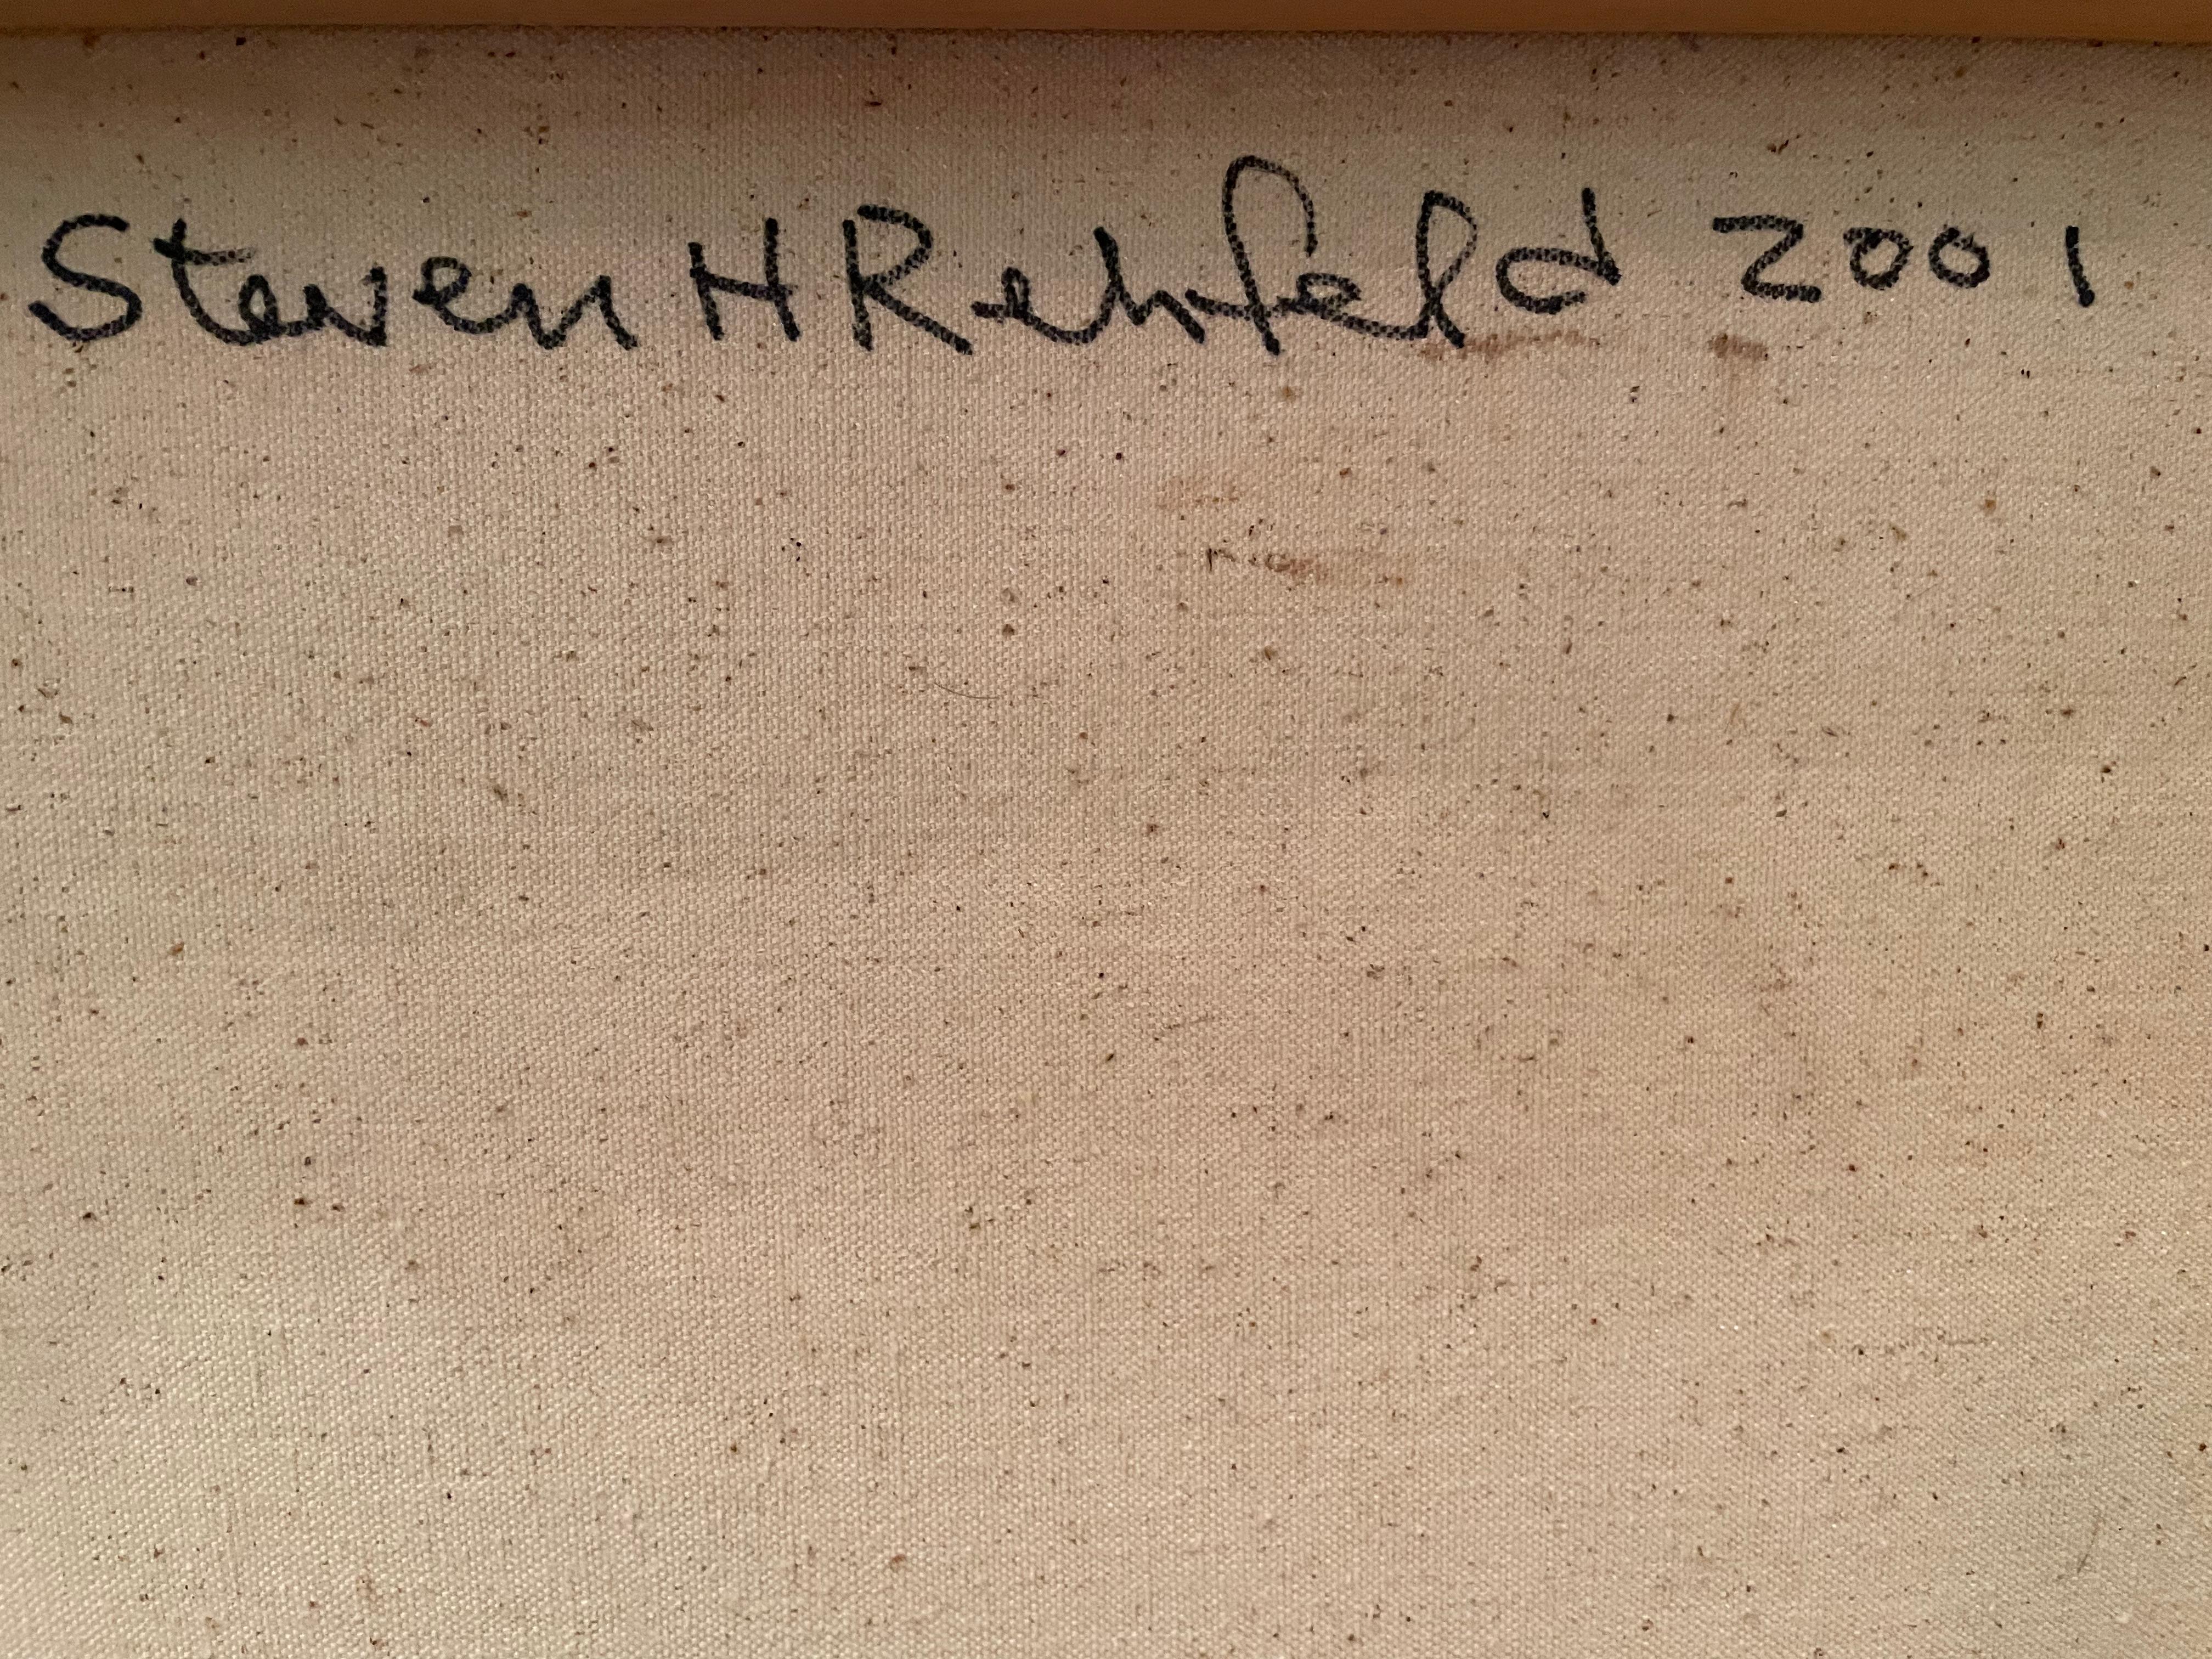 Steven H Rehfeld 2001